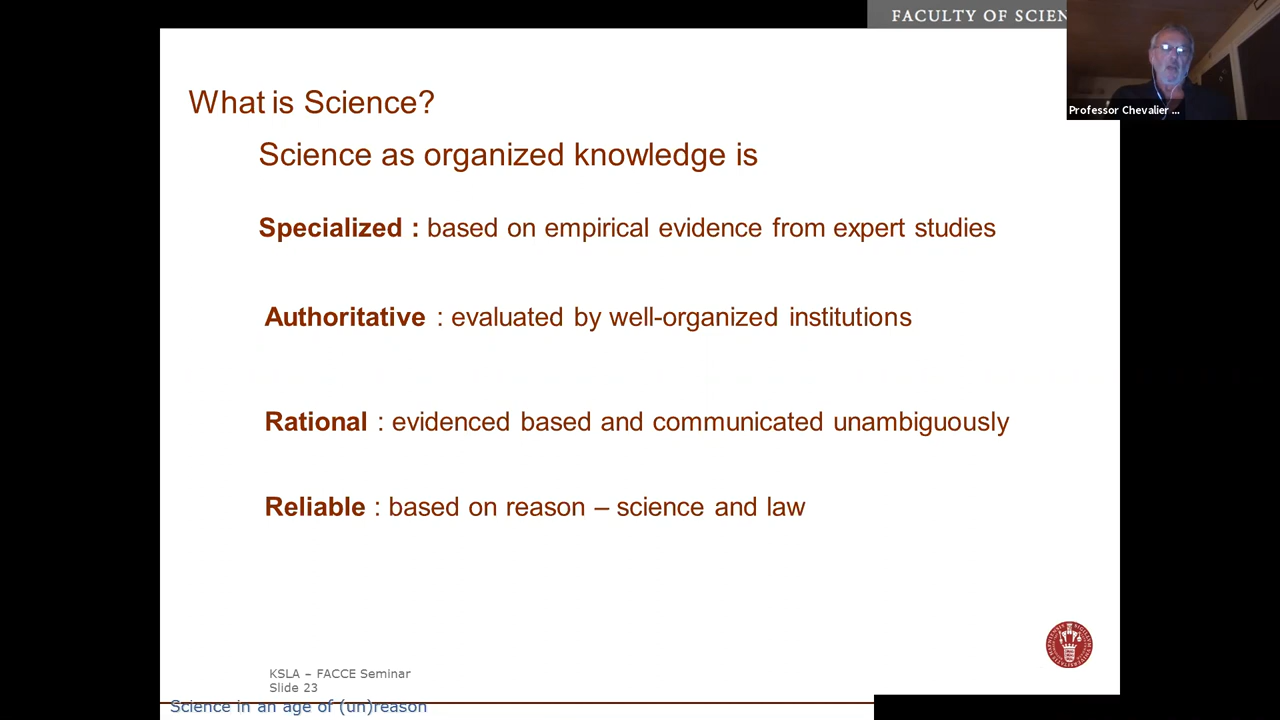 FACULTY OF SCIEN
Professor Chevalier ...
What is Science?
Science as organized knowledge is
Specialized : based on empirical evidence from expert studies
Authoritative : evaluated by well-organized institutions
Rational : evidenced based and communicated unambiguously
Reliable : based on reason – science and law
KSLA – FACCE Seminar
Slide 23
Science in an age of (un)reason